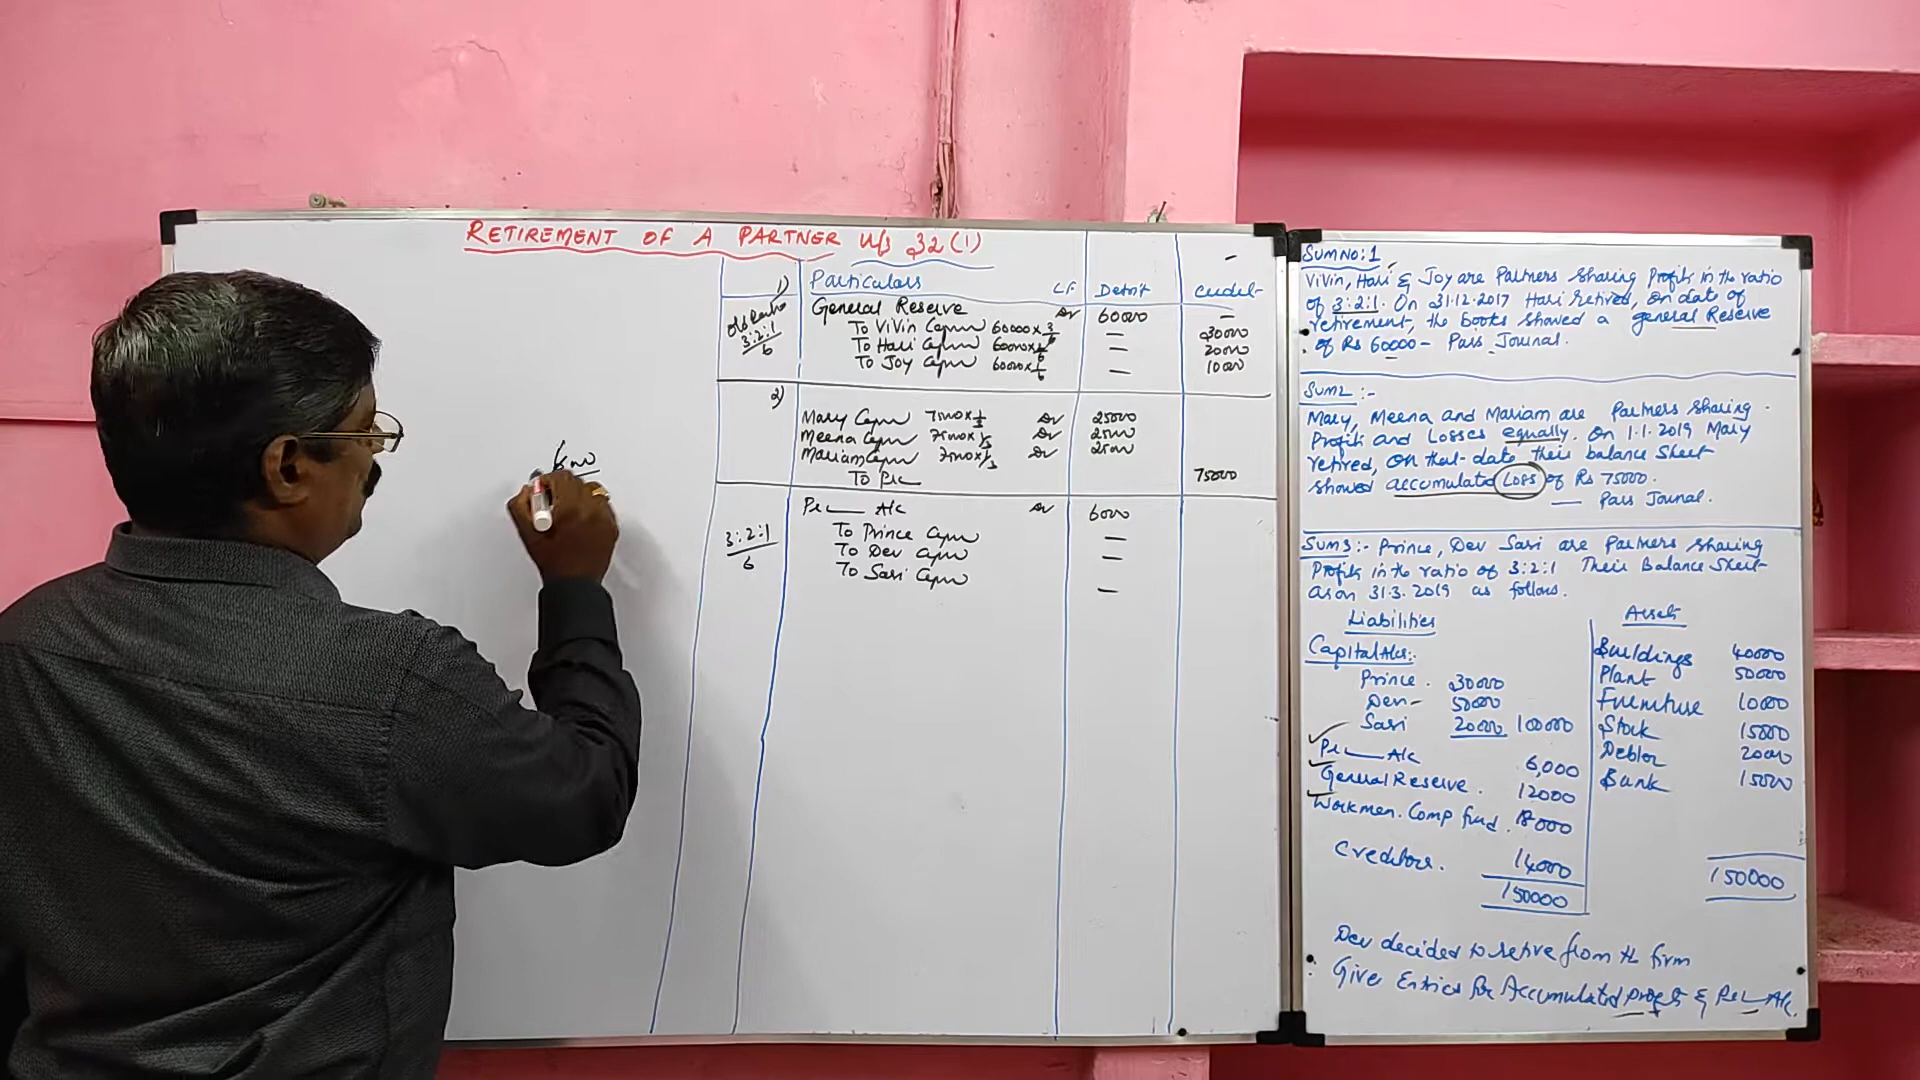 RETIREMENT OF A PARTNER U/s 32(1)
1) Particulars LF Debit Credit
Old Ratio
3:2:1
6
General Reserve Dr 60000 —
To Vivin Capital 60000 x 3/6 — 30000
To Hari Capital 60000 x 2/6 — 20000
To Joy Capital 60000 x 1/6 — 10000
2)
Mary Capital 75000 x 1/3 Dr 25000
Meena Capital 75000 x 1/3 Dr 25000
Mariam Capital 75000 x 1/3 Dr 25000
To P&L 75000
P&L A/c Dr 6000
3:2:1
6
To Prince Capital —
To Dev Capital —
To Sari Capital —
6000
SUMNO: 1
Vivin, Hari & Joy are Partners sharing Profits in the ratio
of 3:2:1. On 31.12.2017 Hari retired, on date of
retirement, the books showed a general Reserve
of Rs 60000 — Pass Journal.
SUM2 :-
Mary, Meena and Mariam are Partners sharing
Profits and Losses equally. On 1.1.2019 Mary
retired, on that date their balance sheet
showed accumulated Loss of Rs 75000.
— Pass Journal.
SUM3 :- Prince, Dev Sari are Partners sharing
Profits in the ratio of 3:2:1 Their Balance Sheet
as on 31.3.2019 as follows.
Liabilities Assets
Capital A/cs:-
Prince. 30000
Dev - 50000
Sari 20000 100000
P&L A/c 6,000
General Reserve. 12000
Workmen. Comp fund. 18000
Creditors. 14000
150000
Buildings 40000
Plant 50000
Furniture 10000
Stock 15000
Debtor 20000
Bank 15000
150000
Dev decided to retire from the firm
Give Entries for Accumulated profits & P&L A/c.